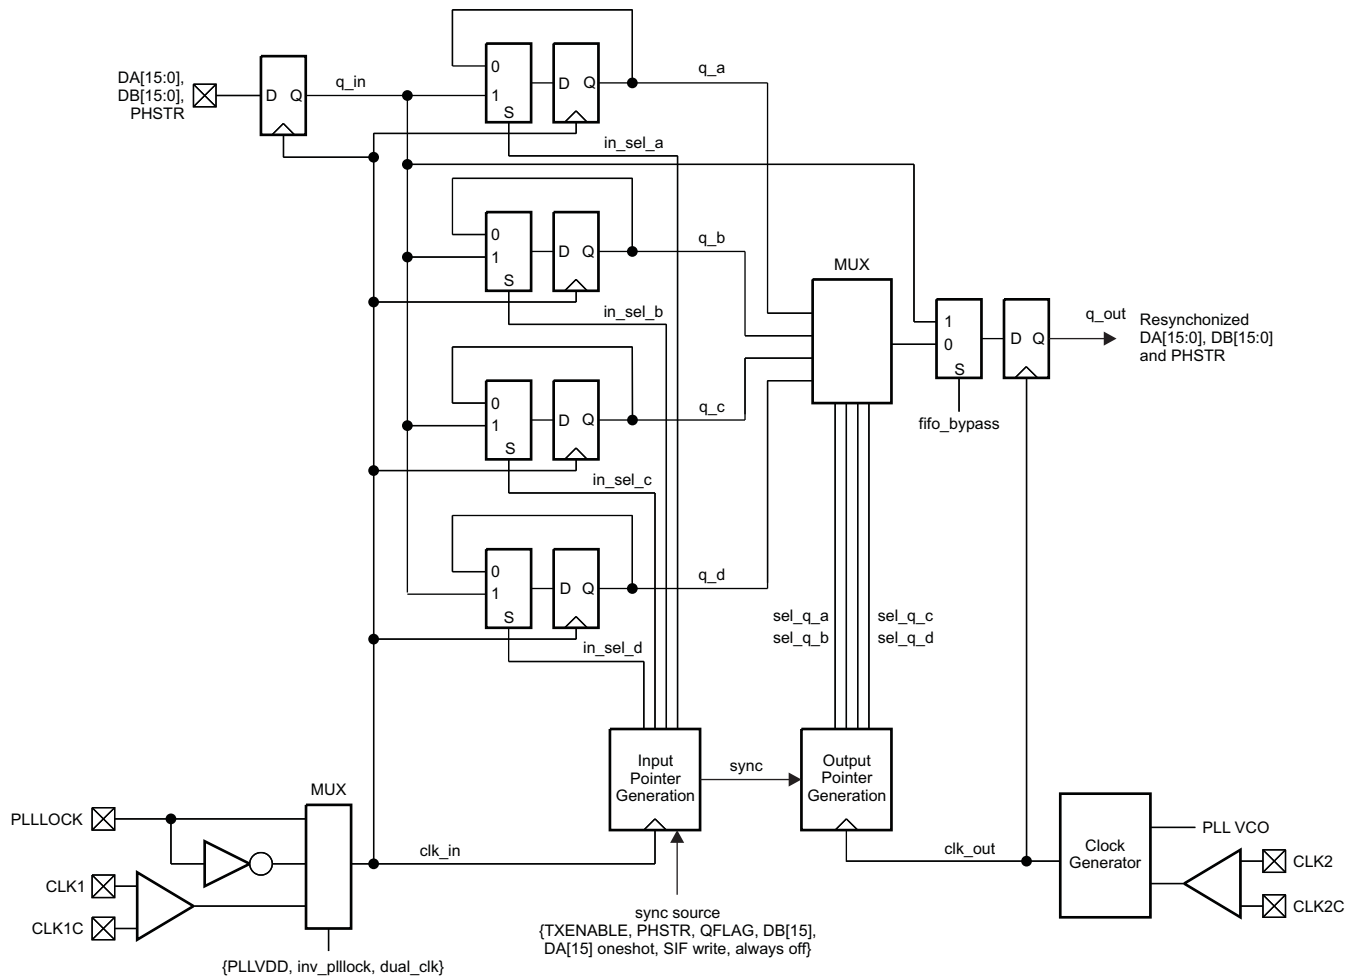 DA[15:0],
DB[15:0],
PHSTR
D Q
q_in
0
1
S
D Q
q_a
in_sel_a
0
1
S
D Q
q_b
in_sel_b
0
1
S
D Q
q_c
in_sel_c
0
1
S
D Q
q_d
in_sel_d
MUX
1
0
S
fifo_bypass
D Q
q_out
Resynchonized
DA[15:0], DB[15:0]
and PHSTR
sel_q_a
sel_q_b
sel_q_c
sel_q_d
Input
Pointer
Generation
sync
Output
Pointer
Generation
PLLLOCK
CLK1
CLK1C
MUX
clk_in
{PLLVDD, inv_plllock, dual_clk}
sync source
{TXENABLE, PHSTR, QFLAG, DB[15],
DA[15] oneshot, SIF write, always off}
clk_out
Clock
Generator
PLL VCO
CLK2
CLK2C